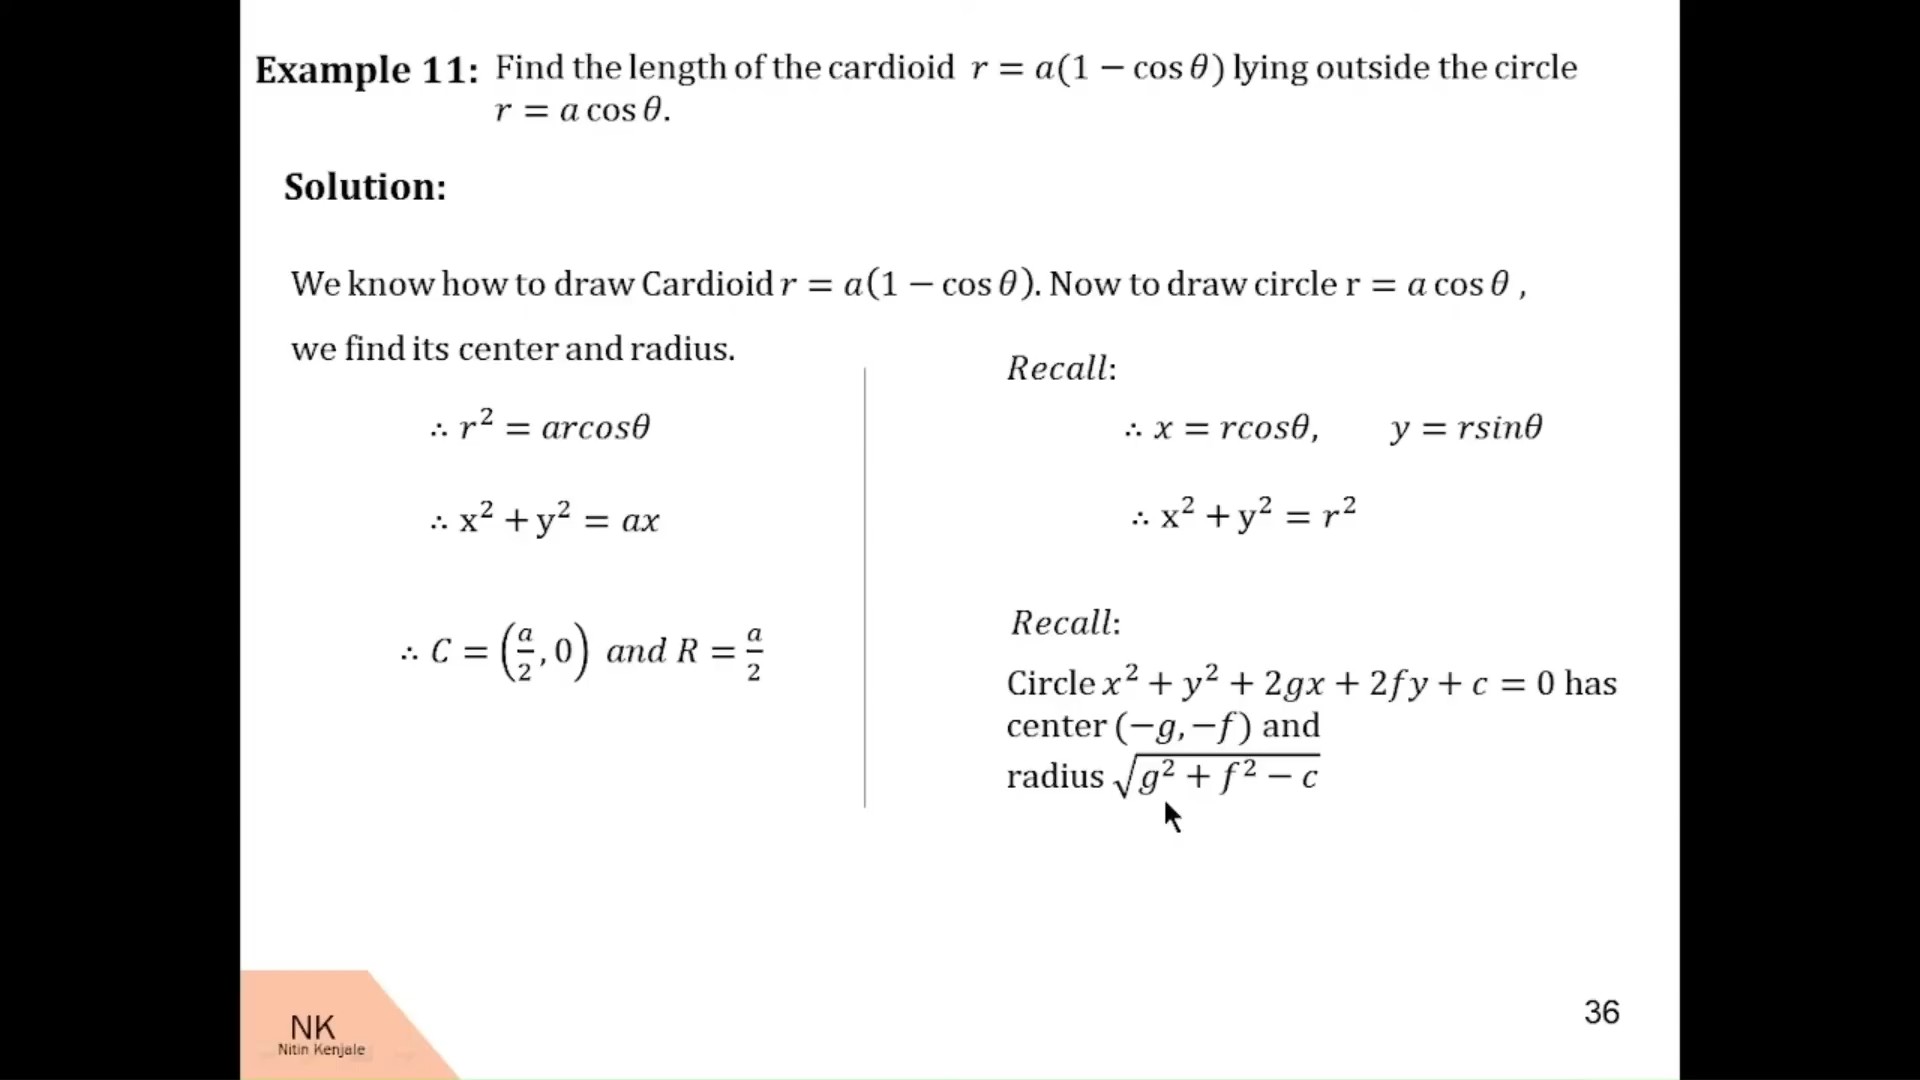 Example 11: Find the length of the cardioid r = a(1 − cos θ) lying outside the circle
r = a cos θ.
Solution:
We know how to draw Cardioid r = a(1 − cos θ). Now to draw circle r = a cos θ ,
we find its center and radius.
∴ r² = arcosθ
∴ x² + y² = ax
∴ C = (a/2, 0) and R = a/2
Recall:
∴ x = rcosθ, y = rsinθ
∴ x² + y² = r²
Recall:
Circle x² + y² + 2gx + 2fy + c = 0 has
center (−g, −f) and
radius √(g² + f² − c)
NK
Nitin Kenjale
36